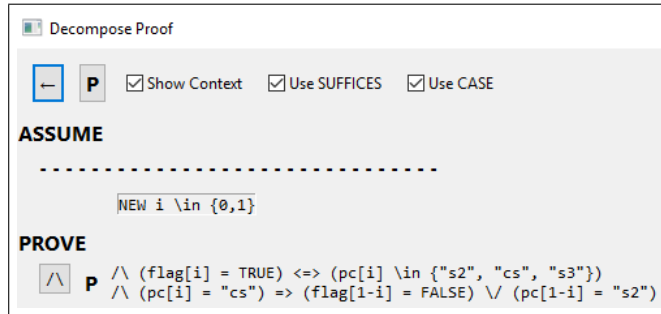 Decompose Proof
← P Show Context Use SUFFICES Use CASE
ASSUME
- - - - - - - - - - - - - - - - - - - - - - - - - - - - - - -
NEW i \in {0,1}
PROVE
/\ P /\ (flag[i] = TRUE) <=> (pc[i] \in {"s2", "cs", "s3"})
/\ (pc[i] = "cs") => (flag[1-i] = FALSE) \/ (pc[1-i] = "s2")